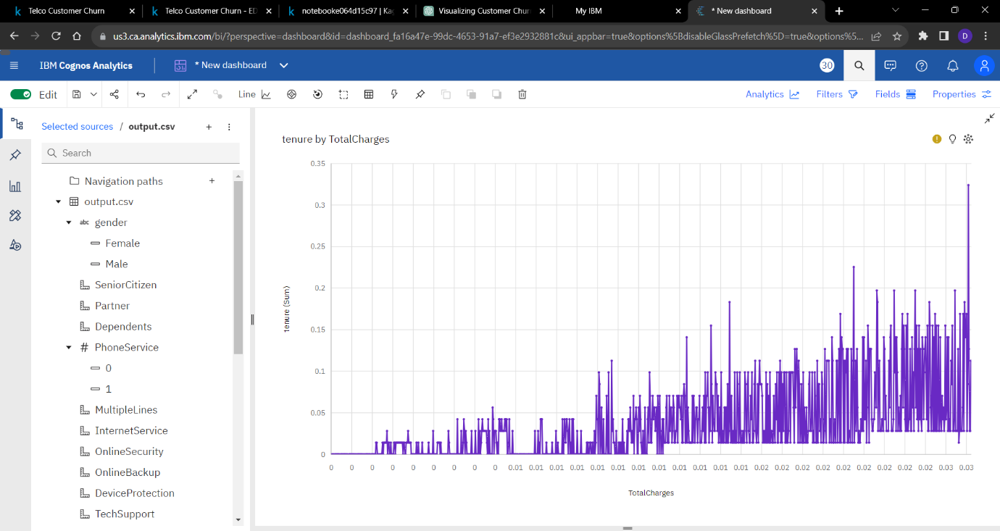 Telco Customer Churn
Telco Customer Churn - ED
notebooke064d15c97 | Ka
Visualizing Customer Chur
My IBM
* New dashboard
us3.ca.analytics.ibm.com/bi/?perspective=dashboard&id=dashboard_fa16a47e-99dc-4653-91a7-ef3e2932881c&ui_appbar=true&options%5BdisableGlassPrefetch%5D=true&options%5...
D
IBM Cognos Analytics
* New dashboard
30
Edit
Line
Analytics
Filters
Fields
Properties
Selected sources / output.csv
Search
Navigation paths
output.csv
abc gender
Female
Male
SeniorCitizen
Partner
Dependents
# PhoneService
0
1
MultipleLines
InternetService
OnlineSecurity
OnlineBackup
DeviceProtection
TechSupport
tenure by TotalCharges
0.35
0.3
0.25
0.2
0.15
0.1
0.05
0
tenure (Sum)
0 0 0 0 0 0 0 0 0 0.01 0.01 0.01 0.01 0.01 0.01 0.01 0.01 0.01 0.01 0.01 0.01 0.02 0.02 0.02 0.02 0.02 0.02 0.02 0.02 0.02 0.03 0.03
TotalCharges